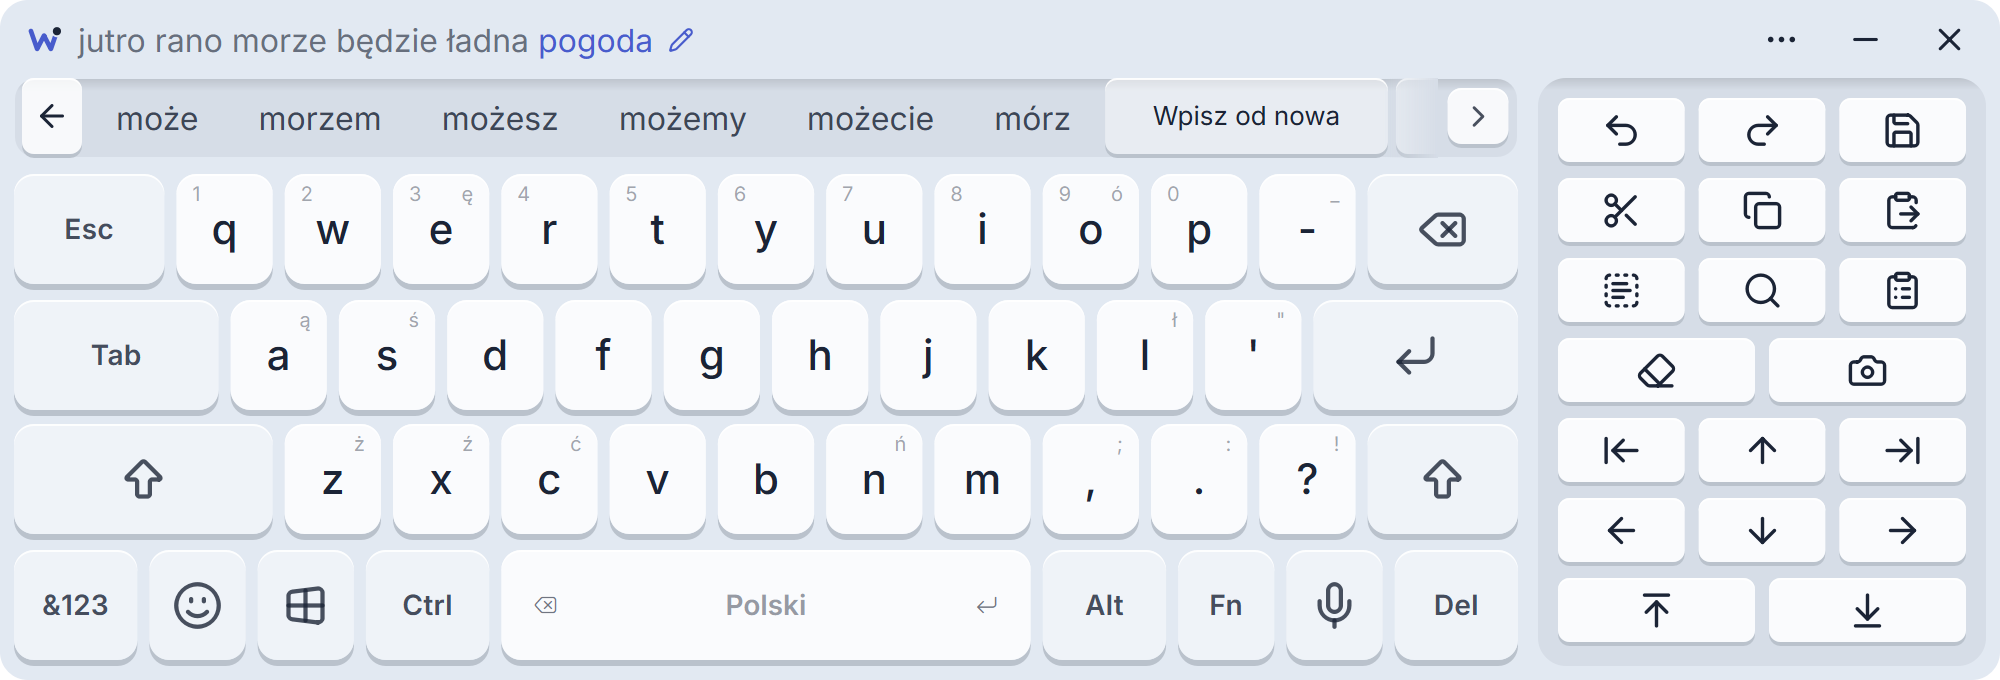 jutro rano morze będzie ładna pogoda
może morzem możesz możemy możecie mórz Wpisz od nowa
Esc 1 q 2 w 3 ę e 4 r 5 t 6 y 7 u 8 i 9 ó o 0 p _ -
Tab ą a ś s d f g h j k ł l " '
ż z ź x ć c v b ń n m ; , : . ! ?
&123 Ctrl Polski Alt Fn Del